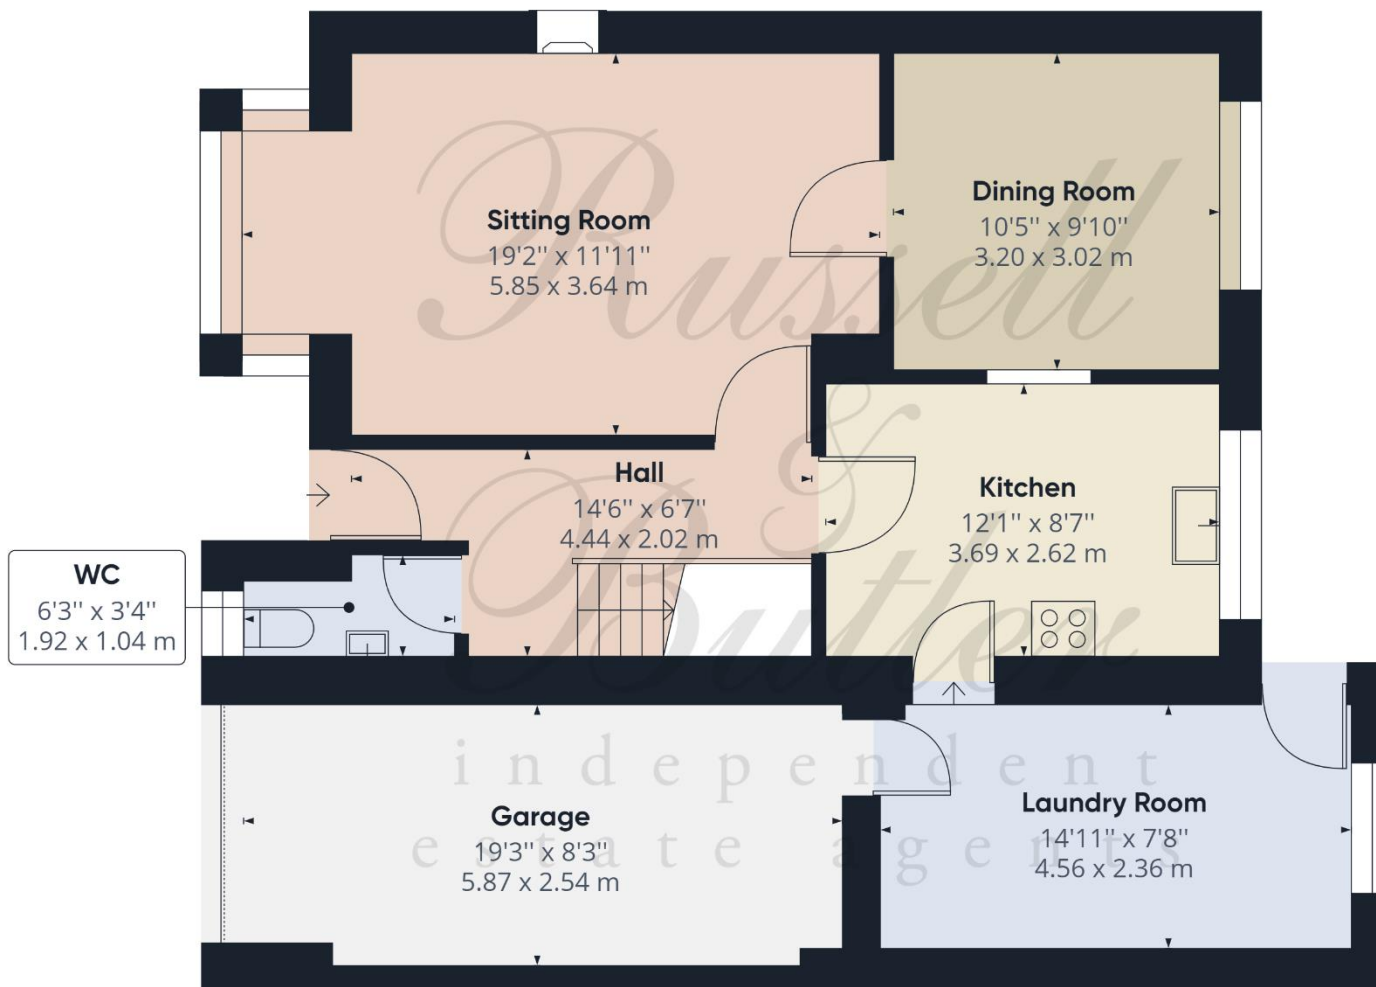 Sitting Room
19'2" x 11'11"
5.85 x 3.64 m
Dining Room
10'5" x 9'10"
3.20 x 3.02 m
Hall
14'6" x 6'7"
4.44 x 2.02 m
Kitchen
12'1" x 8'7"
3.69 x 2.62 m
WC
6'3" x 3'4"
1.92 x 1.04 m
Garage
19'3" x 8'3"
5.87 x 2.54 m
Laundry Room
14'11" x 7'8"
4.56 x 2.36 m
Russell
&
Butler
independent
estate agents